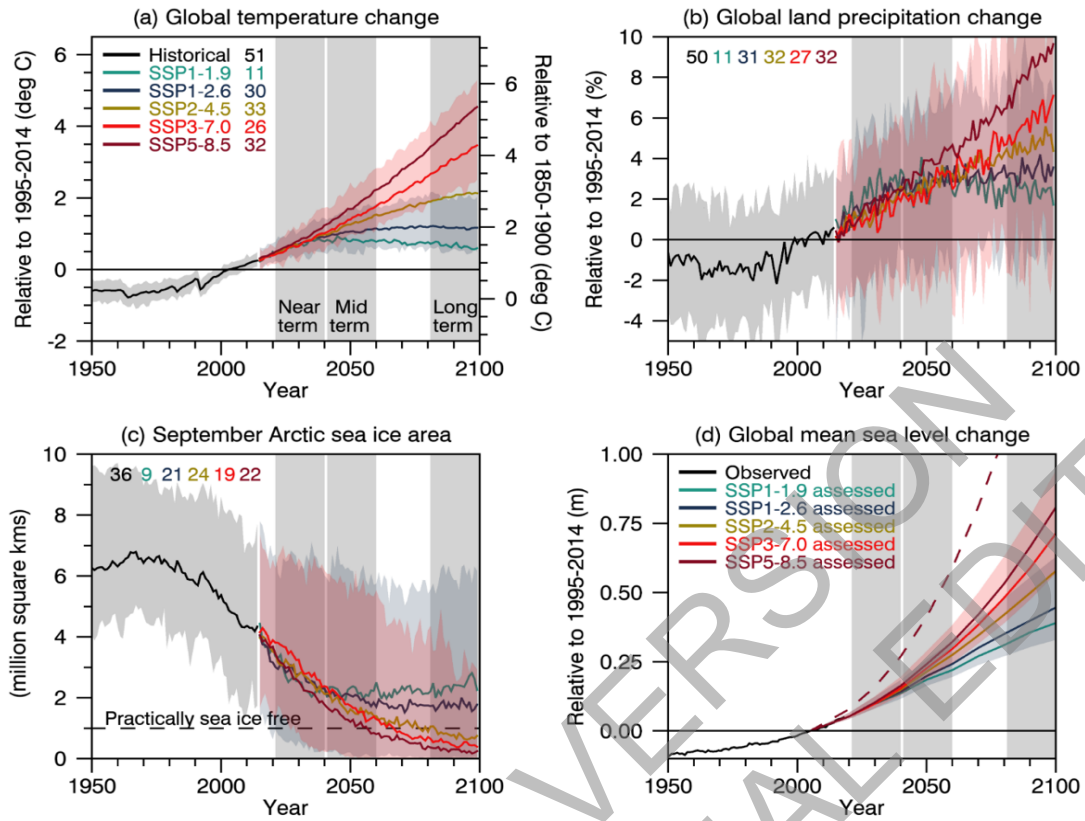 (a) Global temperature change
Relative to 1995-2014 (deg C)
6
4
2
0
-2
Historical 51
SSP1-1.9 11
SSP1-2.6 30
SSP2-4.5 33
SSP3-7.0 26
SSP5-8.5 32
Near term
Mid term
Long term
6
4
2
0
Relative to 1850-1900 (deg C)
1950 2000 2050 2100
Year
(b) Global land precipitation change
Relative to 1995-2014 (%)
10
8
6
4
2
0
-2
-4
50 11 31 32 27 32
1950 2000 2050 2100
Year
(c) September Arctic sea ice area
(million square kms)
10
8
6
4
2
0
36 9 21 24 19 22
Practically sea ice free
1950 2000 2050 2100
Year
(d) Global mean sea level change
Relative to 1995-2014 (m)
1.00
0.75
0.50
0.25
0.00
Observed
SSP1-1.9 assessed
SSP1-2.6 assessed
SSP2-4.5 assessed
SSP3-7.0 assessed
SSP5-8.5 assessed
1950 2000 2050 2100
Year
VERSION
AL EDIT